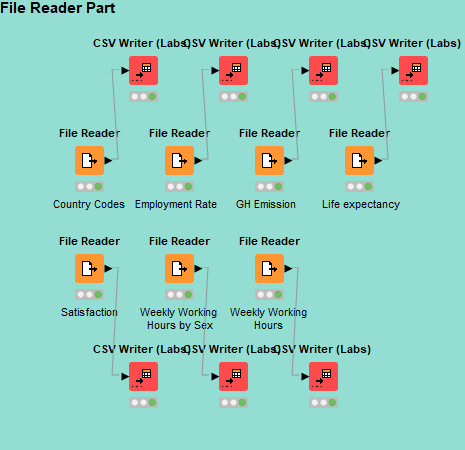 File Reader Part
CSV Writer (Labs) CSV Writer (Labs) CSV Writer (Labs) CSV Writer (Labs)
File Reader File Reader File Reader File Reader
Country Codes Employment Rate GH Emission Life expectancy
File Reader File Reader File Reader
Satisfaction Weekly Working Weekly Working
Hours by Sex Hours
CSV Writer (Labs) CSV Writer (Labs) CSV Writer (Labs)